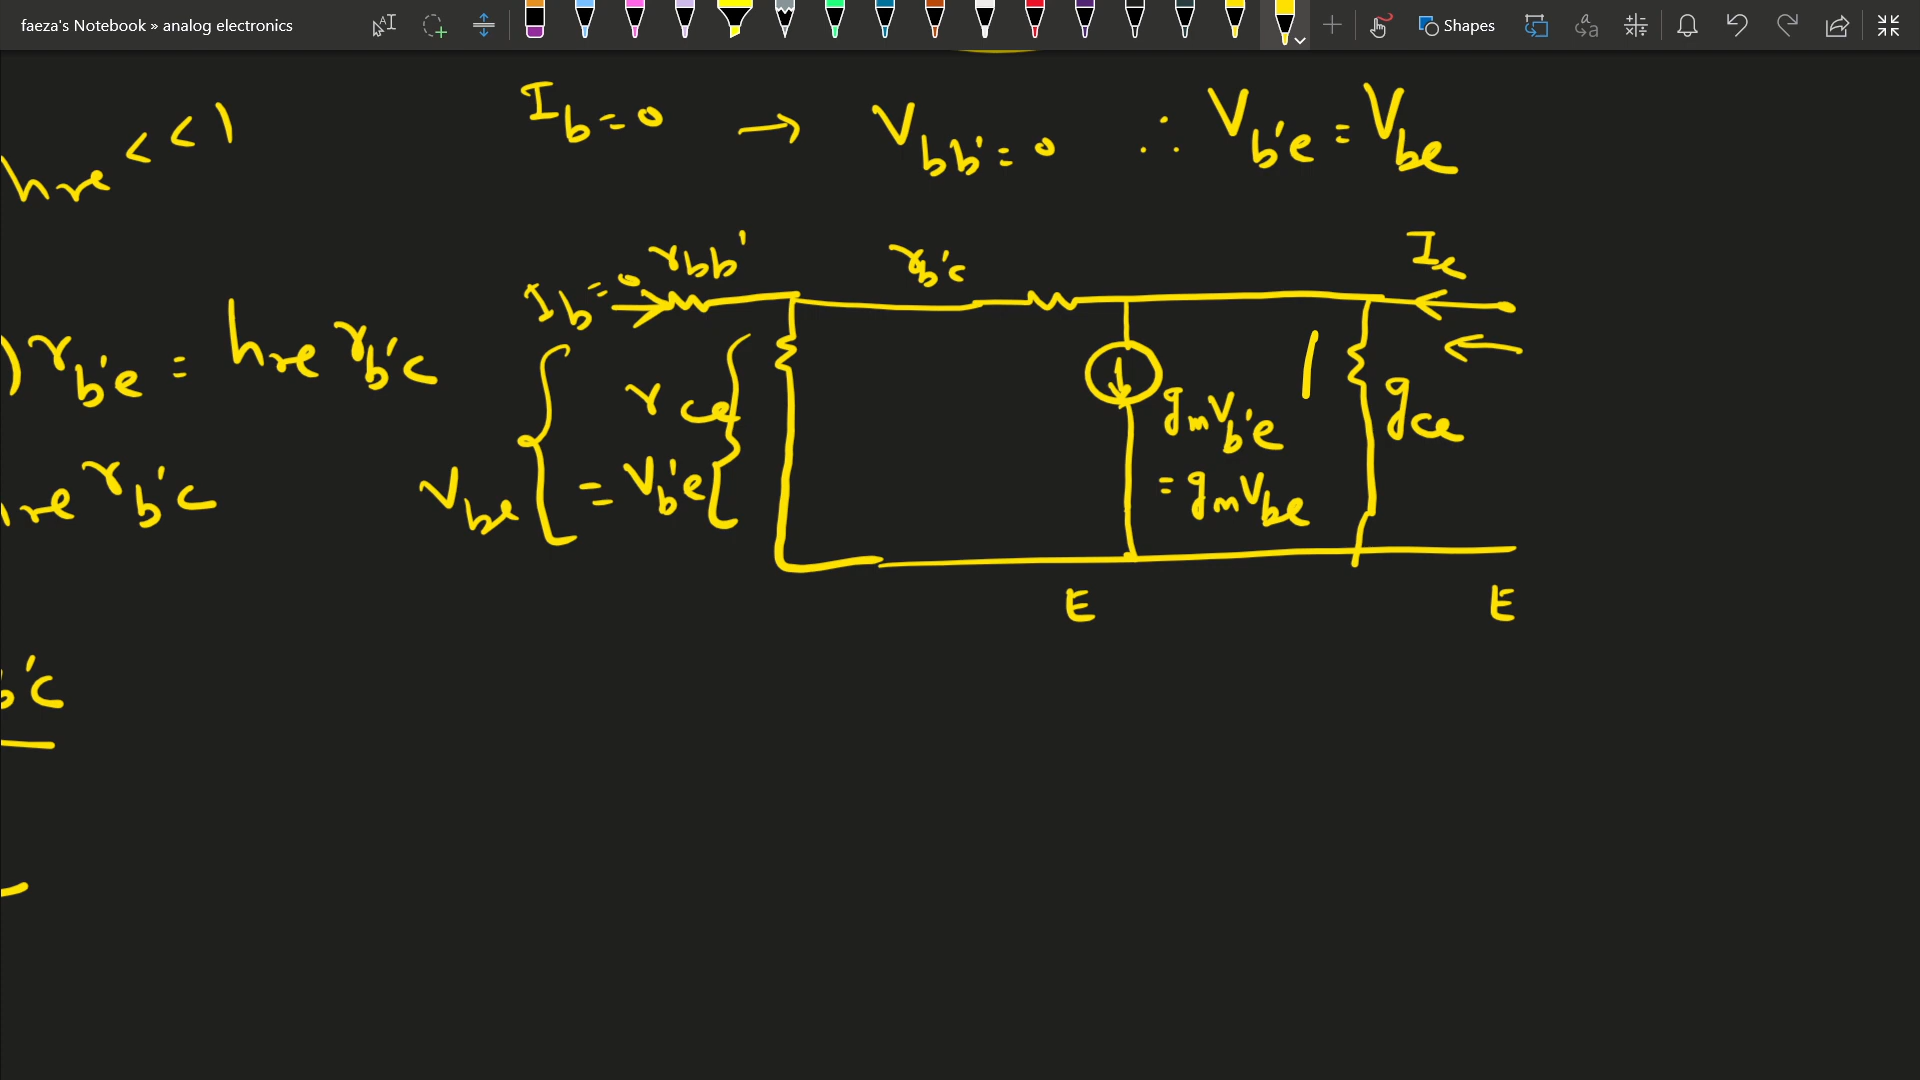 faeza's Notebook » analog electronics
Shapes
hre << 1
Ib = 0 → Vbb' = 0 ∴ Vb'e = Vbe
Ib = 0 rbb' rb'c Ic
) rb'e = hre rb'c
rce
gmVb'e gce
hre rb'c
Vbe = Vb'e
= gmVbe
E E
b'c